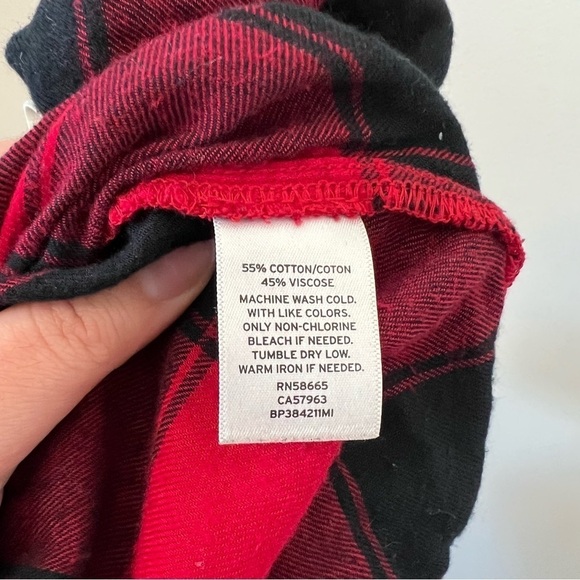 55% COTTON/COTON
45% VISCOSE
MACHINE WASH COLD.
WITH LIKE COLORS.
ONLY NON-CHLORINE
BLEACH IF NEEDED.
TUMBLE DRY LOW.
WARM IRON IF NEEDED.
RN58665
CA57963
BP384211MI